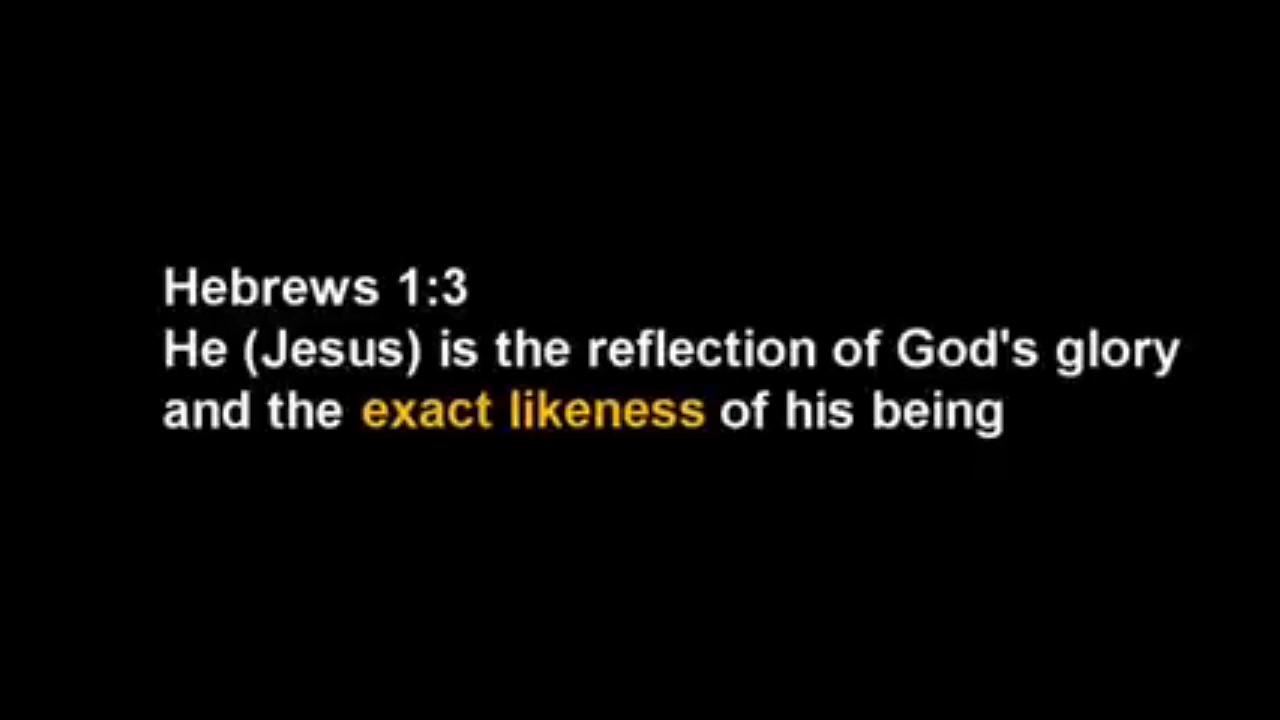 Hebrews 1:3
He (Jesus) is the reflection of God's glory
and the exact likeness of his being